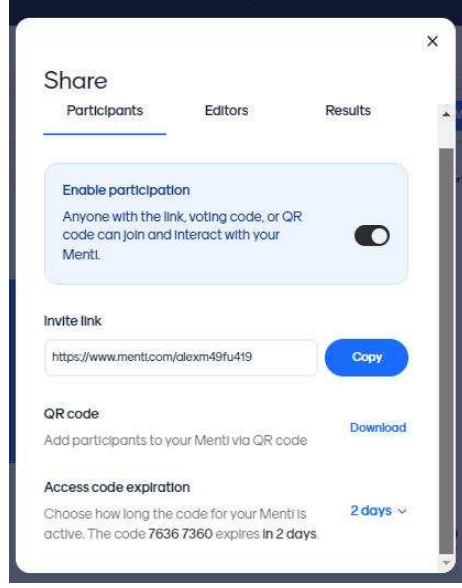 Share
Participants Editors Results
Enable participation
Anyone with the link, voting code, or QR
code can join and interact with your
Menti.
Invite link
https://www.menti.com/alexm49fu419 Copy
QR code
Add participants to your Menti via QR code Download
Access code expiration
Choose how long the code for your Menti is
active. The code 7636 7360 expires in 2 days. 2 days